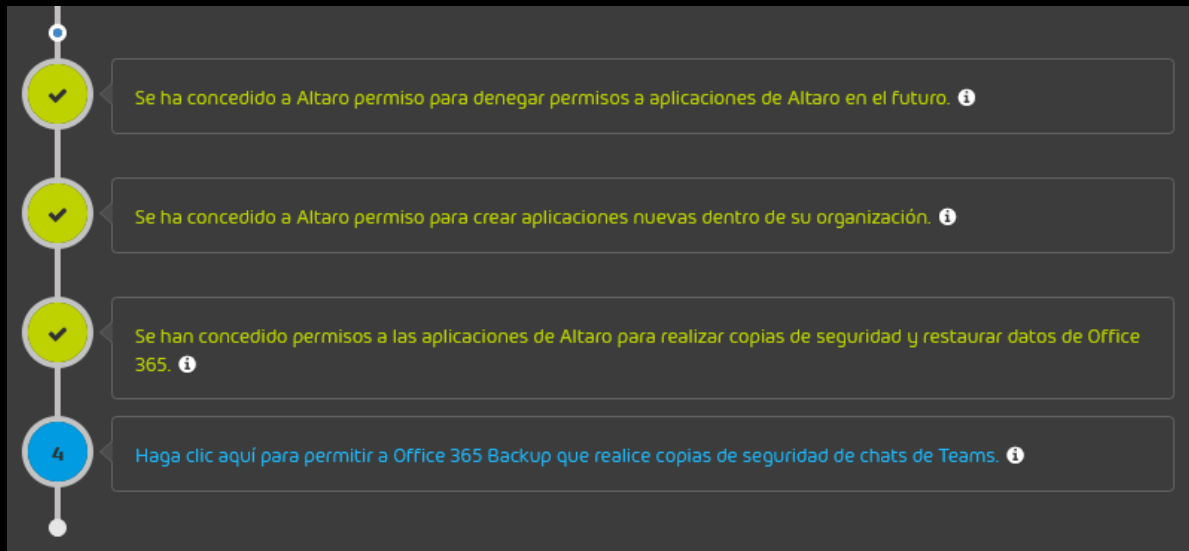 Se ha concedido a Altaro permiso para denegar permisos a aplicaciones de Altaro en el futuro.
Se ha concedido a Altaro permiso para crear aplicaciones nuevas dentro de su organización.
Se han concedido permisos a las aplicaciones de Altaro para realizar copias de seguridad y restaurar datos de Office
365.
4
Haga clic aquí para permitir a Office 365 Backup que realice copias de seguridad de chats de Teams.